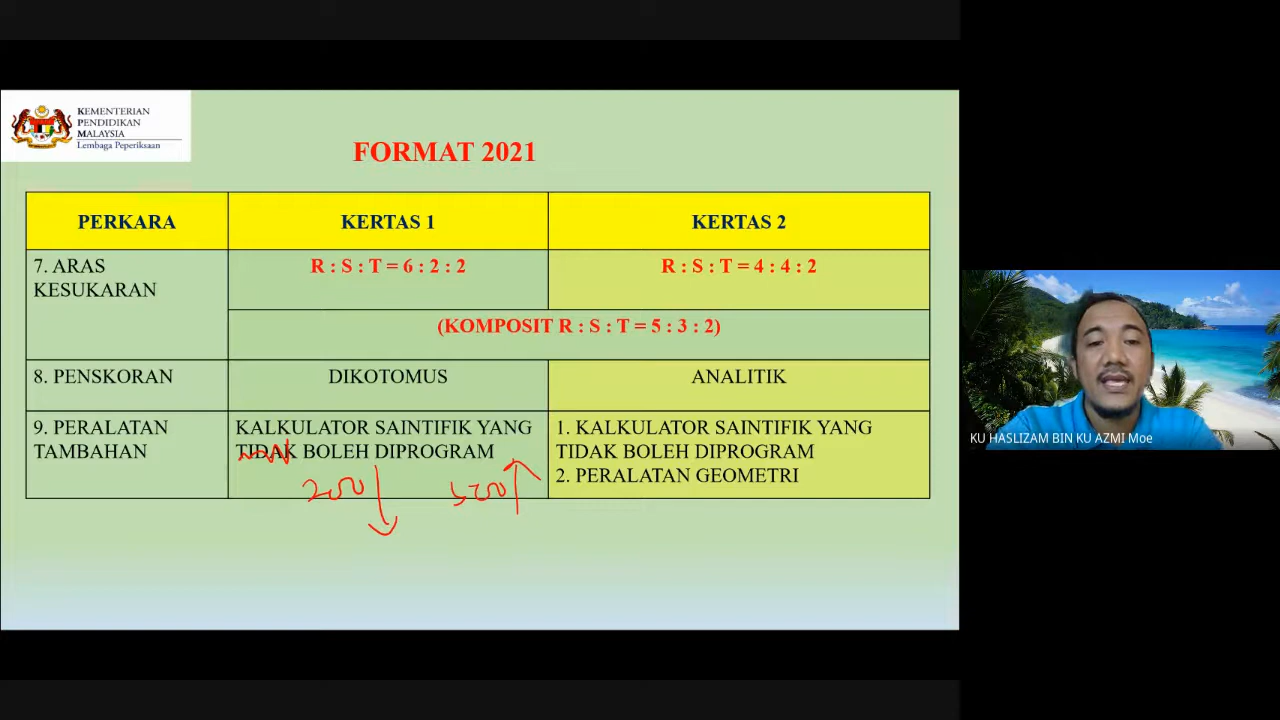 KEMENTERIAN
PENDIDIKAN
MALAYSIA
Lembaga Peperiksaan
FORMAT 2021
PERKARA
KERTAS 1
KERTAS 2
7. ARAS
KESUKARAN
R : S : T = 6 : 2 : 2
R : S : T = 4 : 4 : 2
(KOMPOSIT R : S : T = 5 : 3 : 2)
8. PENSKORAN
DIKOTOMUS
ANALITIK
9. PERALATAN
TAMBAHAN
KALKULATOR SAINTIFIK YANG
TIDAK BOLEH DIPROGRAM
1. KALKULATOR SAINTIFIK YANG
TIDAK BOLEH DIPROGRAM
2. PERALATAN GEOMETRI
KU HASLIZAM BIN KU AZMI Moe